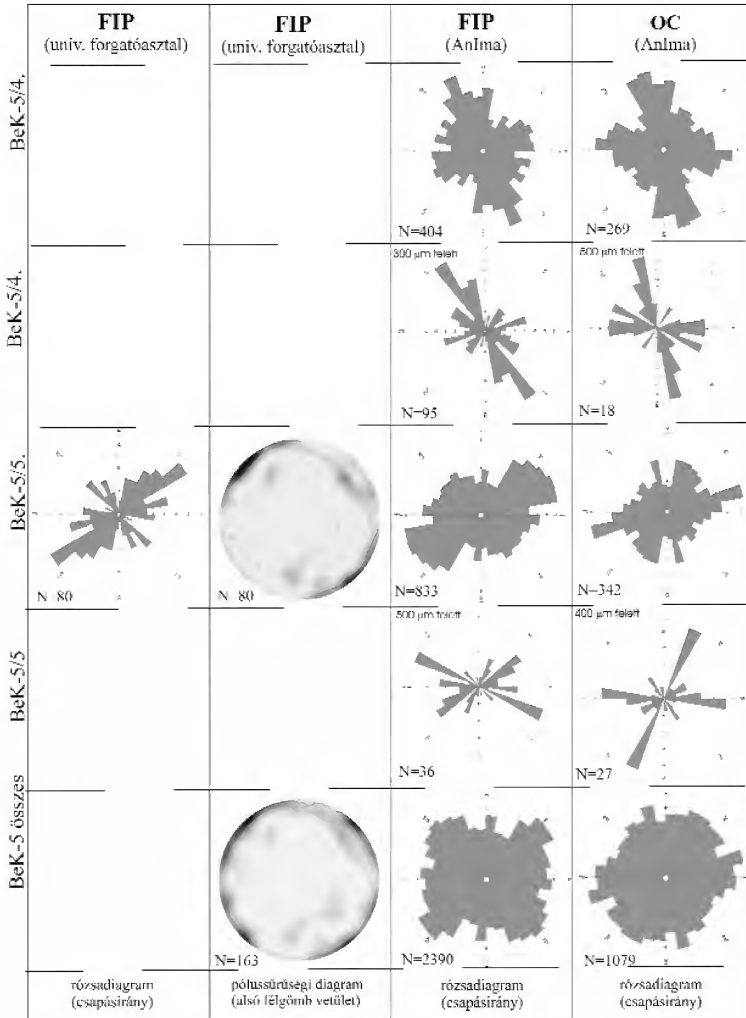 FIP
(univ. forgatóasztal)
FIP
(univ. forgatóasztal)
FIP
(AnIma)
OC
(AnIma)
BeK-5/4.
N=404
N=269
BeK-5/4.
300 µm felett
N=95
500 µm felett
N=18
BeK-5/5.
N=80
N=80
N=833
N=342
BeK-5/5
500 µm felett
N=36
400 µm felett
N=27
BeK-5 összes
N=163
N=2390
N=1079
rózsadiagram
(csapásirány)
pólussűrűségi diagram
(alsó félgömb vetület)
rózsadiagram
(csapásirány)
rózsadiagram
(csapásirány)